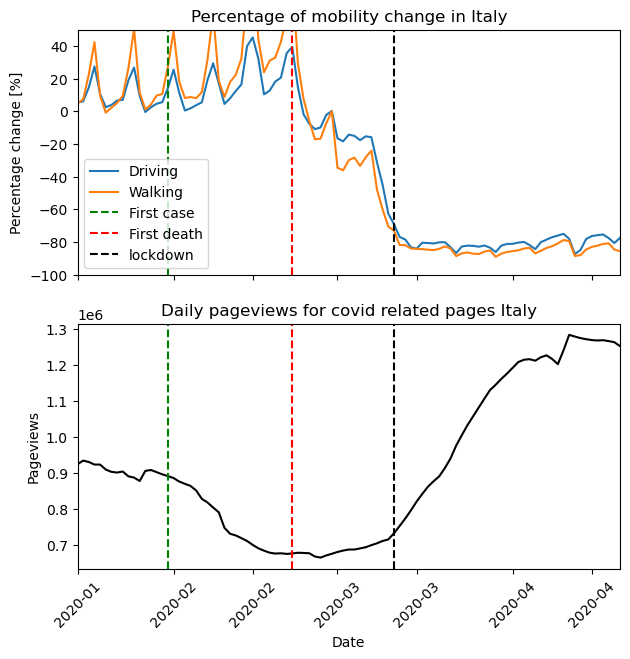 Percentage of mobility change in Italy
Percentage change [%]
40
20
0
−20
−40
−60
−80
−100
Driving
Walking
First case
First death
lockdown
Daily pageviews for covid related pages Italy
1e6
Pageviews
1.3
1.2
1.1
1.0
0.9
0.8
0.7
2020-01
2020-02
2020-02
2020-03
2020-03
2020-04
2020-04
Date